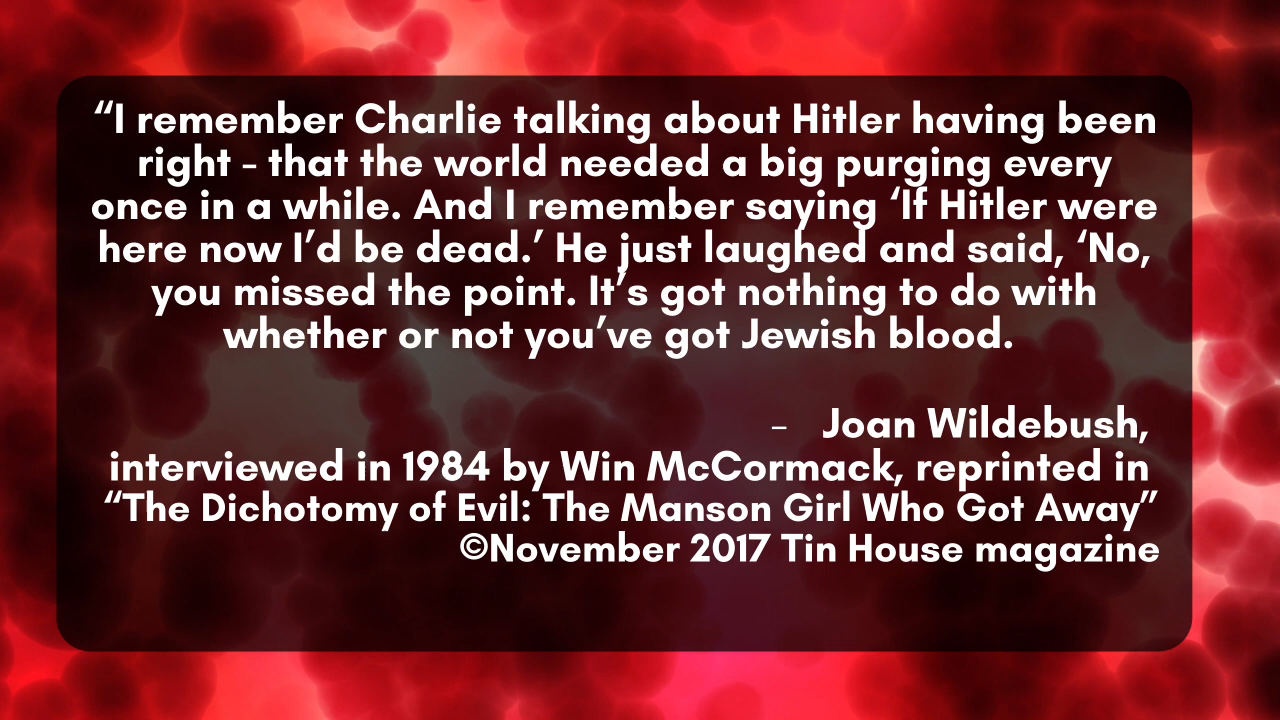 “I remember Charlie talking about Hitler having been
right - that the world needed a big purging every
once in a while. And I remember saying ‘If Hitler were
here now I’d be dead.’ He just laughed and said, ‘No,
you missed the point. It’s got nothing to do with
whether or not you’ve got Jewish blood.
- Joan Wildebush,
interviewed in 1984 by Win McCormack, reprinted in
“The Dichotomy of Evil: The Manson Girl Who Got Away”
©November 2017 Tin House magazine